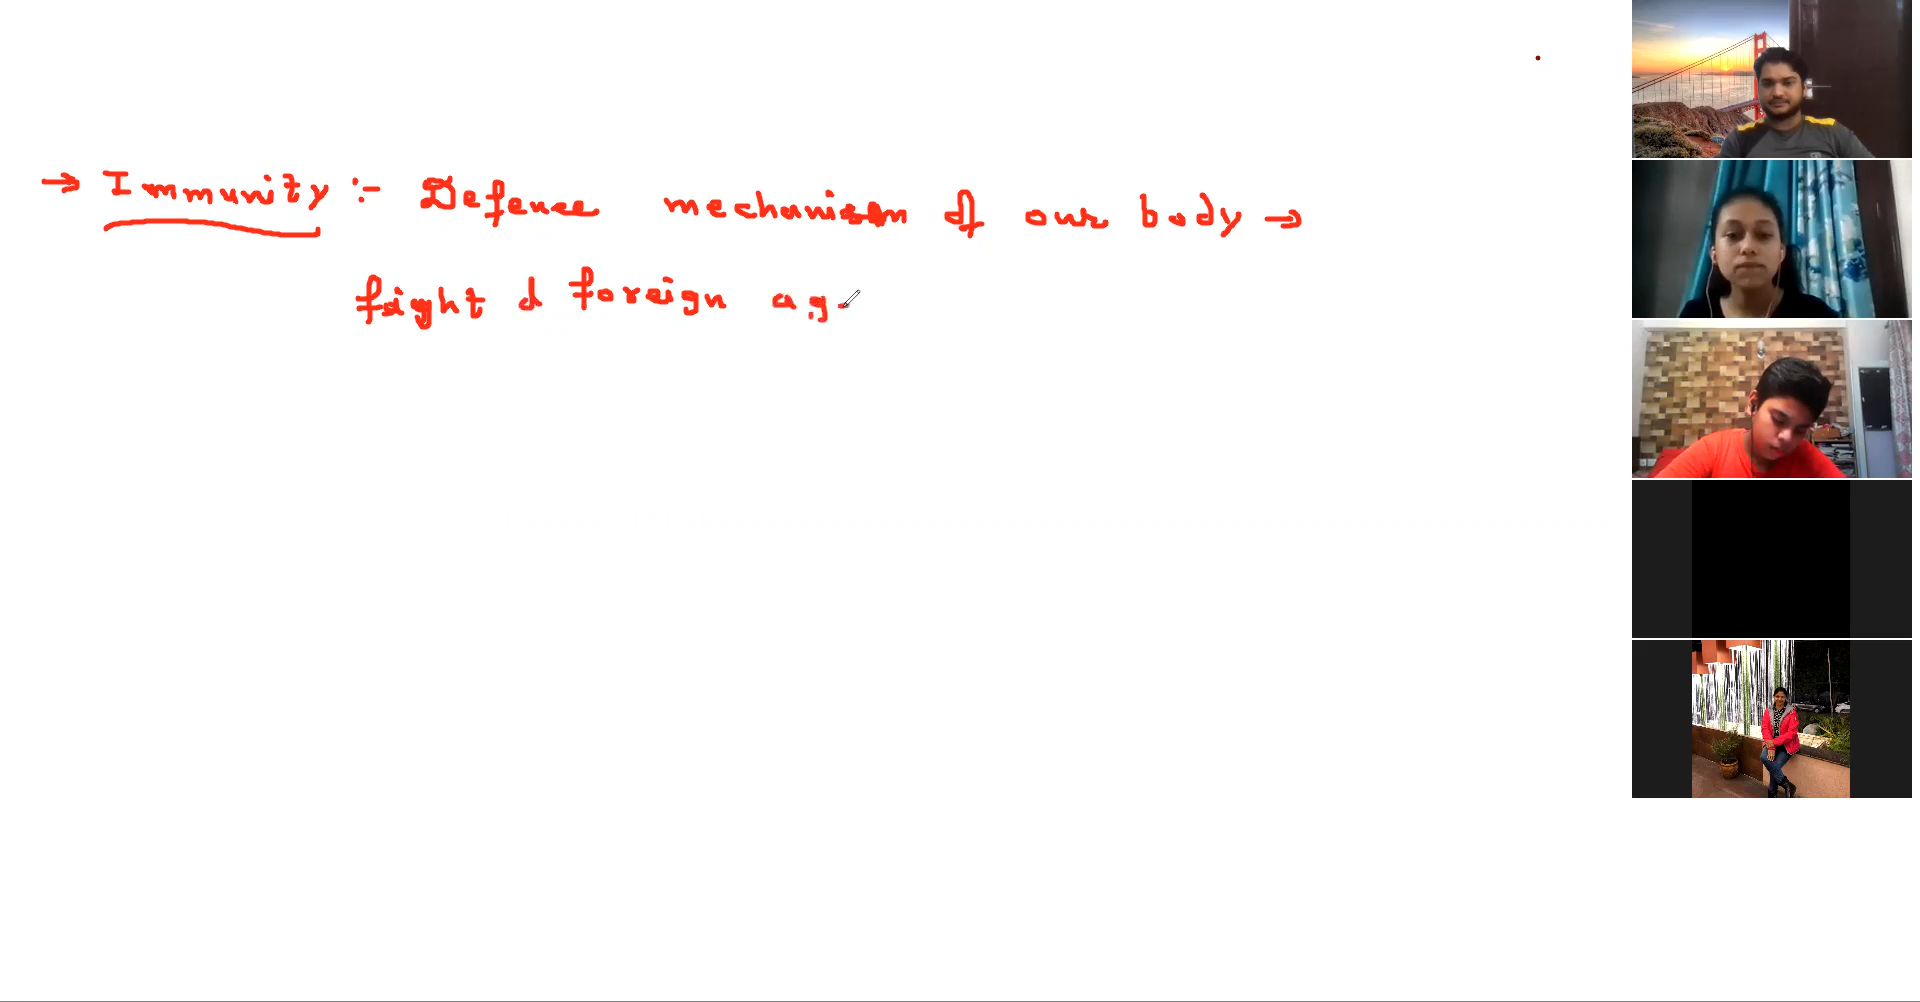 → Immunity :- Defence mechanism of our body →
fight foreign ag